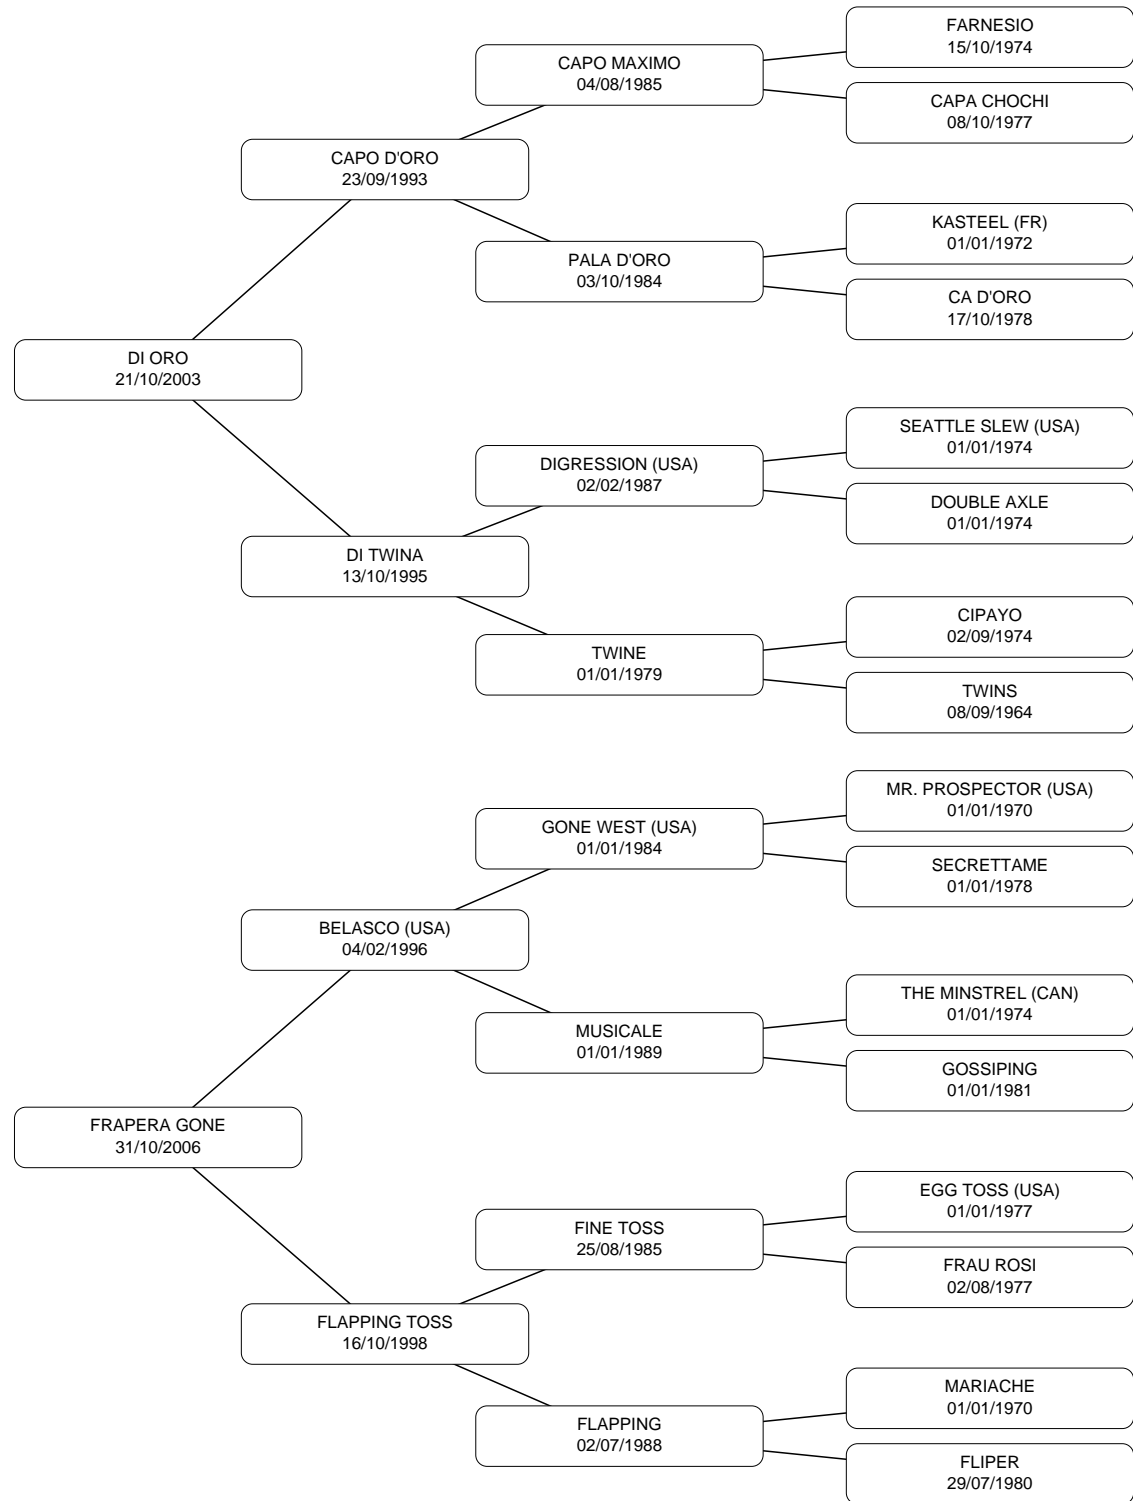 FARNESIO
15/10/1974
CAPO MAXIMO
04/08/1985
CAPA CHOCHI
08/10/1977
CAPO D'ORO
23/09/1993
KASTEEL (FR)
01/01/1972
PALA D'ORO
03/10/1984
CA D'ORO
17/10/1978
DI ORO
21/10/2003
SEATTLE SLEW (USA)
01/01/1974
DIGRESSION (USA)
02/02/1987
DOUBLE AXLE
01/01/1974
DI TWINA
13/10/1995
CIPAYO
02/09/1974
TWINE
01/01/1979
TWINS
08/09/1964
MR. PROSPECTOR (USA)
01/01/1970
GONE WEST (USA)
01/01/1984
SECRETTAME
01/01/1978
BELASCO (USA)
04/02/1996
THE MINSTREL (CAN)
01/01/1974
MUSICALE
01/01/1989
GOSSIPING
01/01/1981
FRAPERA GONE
31/10/2006
EGG TOSS (USA)
01/01/1977
FINE TOSS
25/08/1985
FRAU ROSI
02/08/1977
FLAPPING TOSS
16/10/1998
MARIACHE
01/01/1970
FLAPPING
02/07/1988
FLIPER
29/07/1980